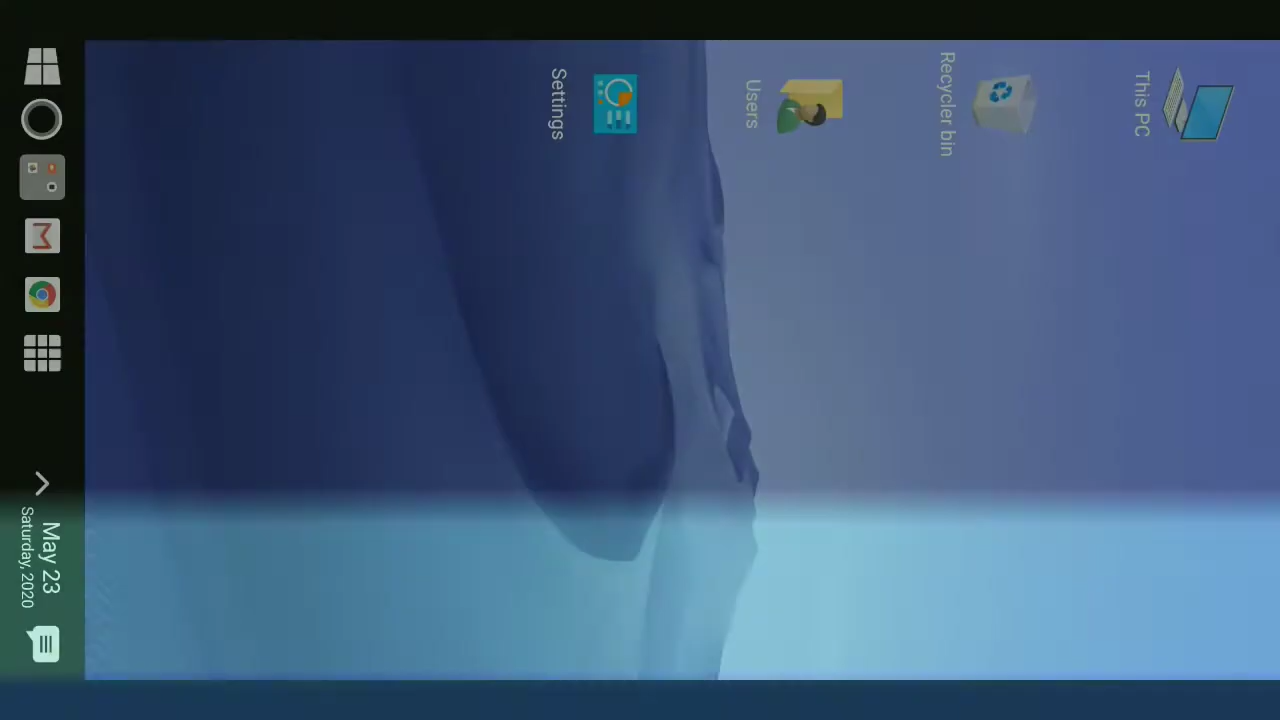 This PC
Recycler bin
Users
Settings
May 23
Saturday, 2020